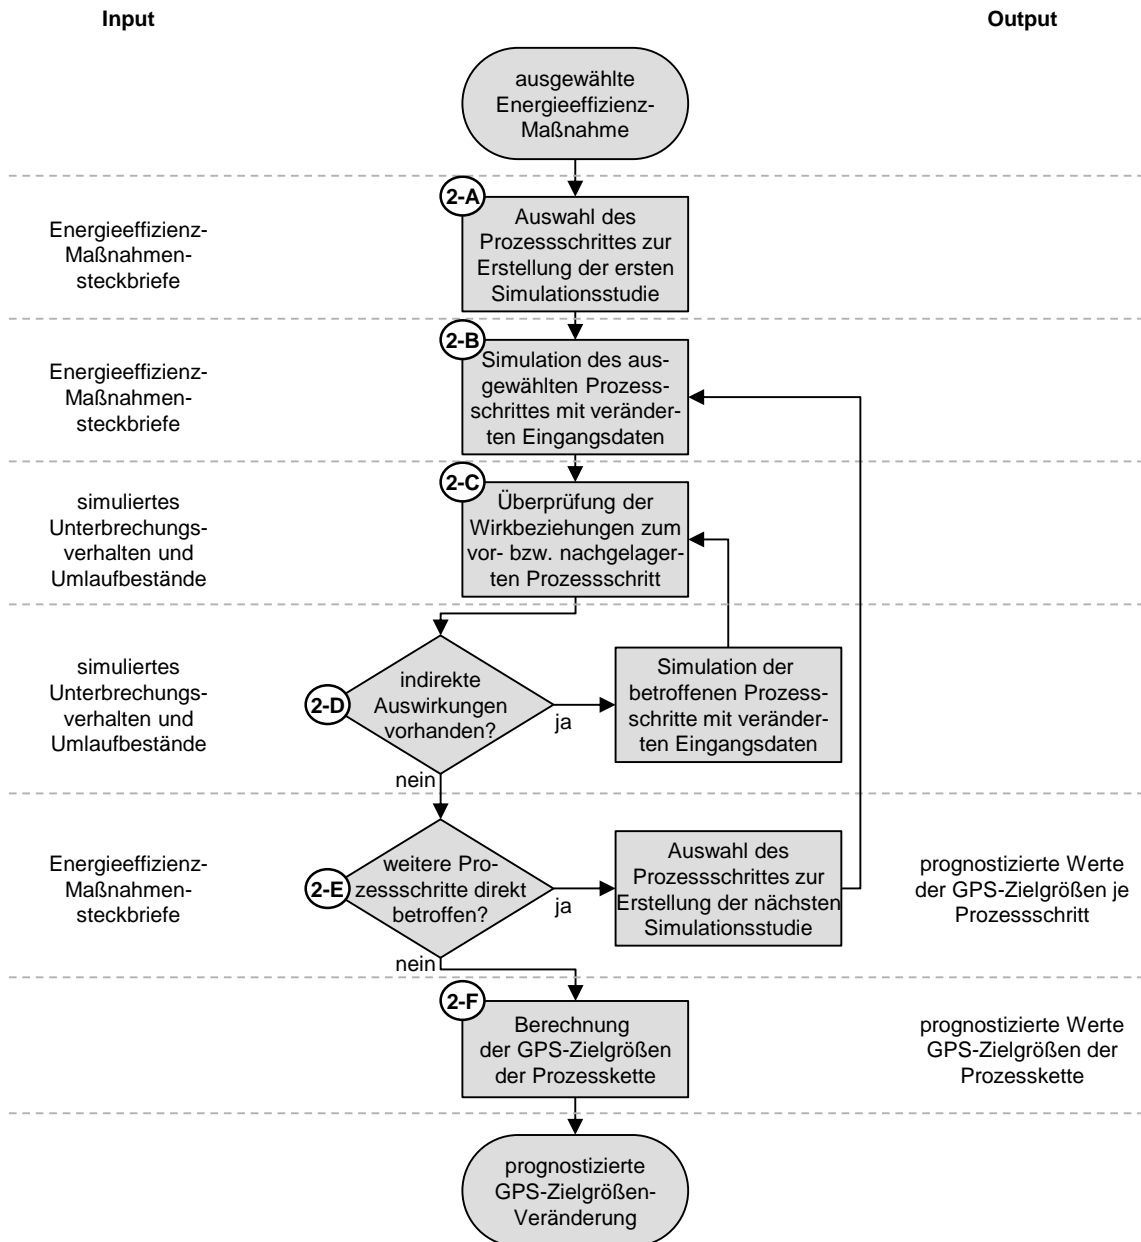 Input
Output
ausgewählte
Energieeffizienz-
Maßnahme
2-A
Energieeffizienz-
Maßnahmen-
steckbriefe
Auswahl des
Prozessschrittes zur
Erstellung der ersten
Simulationsstudie
2-B
Energieeffizienz-
Maßnahmen-
steckbriefe
Simulation des aus-
gewählten Prozess-
schrittes mit veränder-
ten Eingangsdaten
2-C
simuliertes
Unterbrechungs-
verhalten und
Umlaufbestände
Überprüfung der
Wirkbeziehungen zum
vor- bzw. nachgelager-
ten Prozessschritt
simuliertes
Unterbrechungs-
verhalten und
Umlaufbestände
2-D
indirekte
Auswirkungen
vorhanden?
ja
nein
Simulation der
betroffenen Prozess-
schritte mit veränder-
ten Eingangsdaten
Energieeffizienz-
Maßnahmen-
steckbriefe
2-E
weitere Pro-
zessschritte direkt
betroffen?
ja
nein
Auswahl des
Prozessschrittes zur
Erstellung der nächsten
Simulationsstudie
prognostizierte Werte
der GPS-Zielgrößen je
Prozessschritt
2-F
Berechnung
der GPS-Zielgrößen
der Prozesskette
prognostizierte Werte
GPS-Zielgrößen der
Prozesskette
prognostizierte
GPS-Zielgrößen-
Veränderung